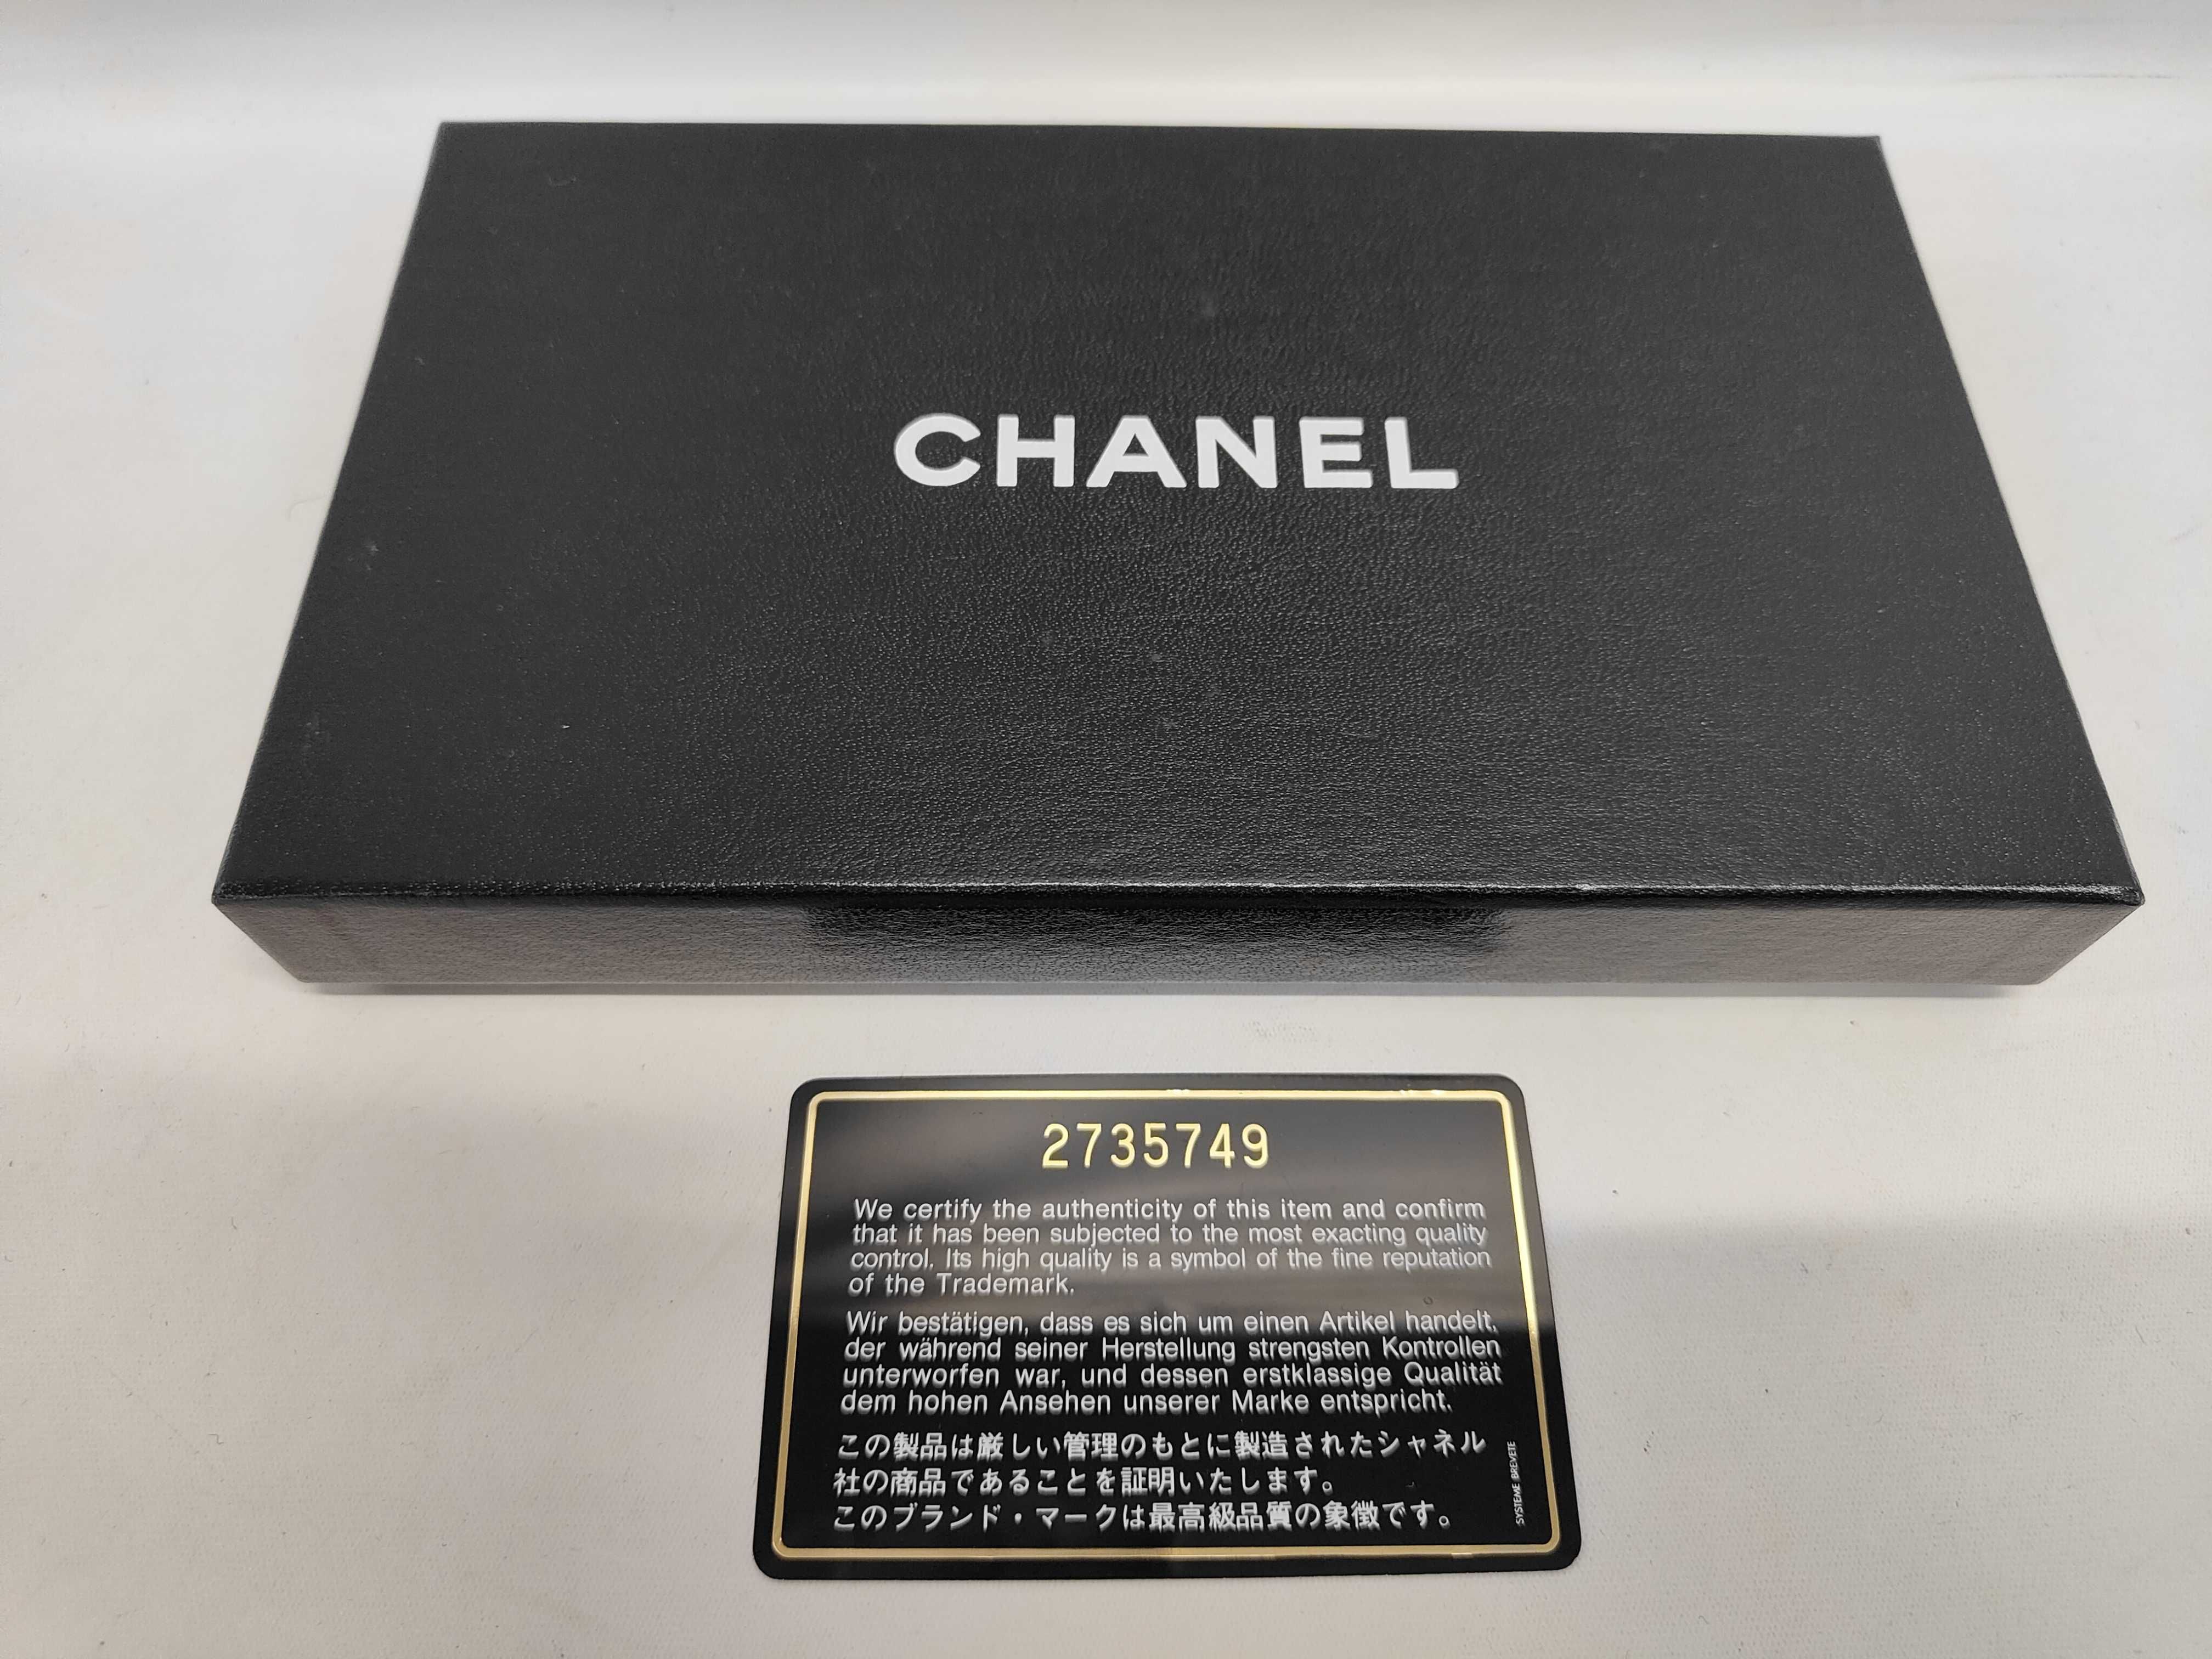 CHANEL
2735749
We certify the authenticity of this item and confirm
that it has been subjected to the most exacting quality
control. Its high quality is a symbol of the fine reputation
of the Trademark.
Wir bestätigen, dass es sich um einen Artikel handelt,
der während seiner Herstellung strengsten Kontrollen
unterworfen war, und dessen erstklassige Qualität
dem hohen Ansehen unserer Marke entspricht.
この製品は厳しい管理のもとに製造されたシャネル
社の商品であることを証明いたします。
このブランド・マークは最高級品質の象徴です。
SYSTEME BREVETE